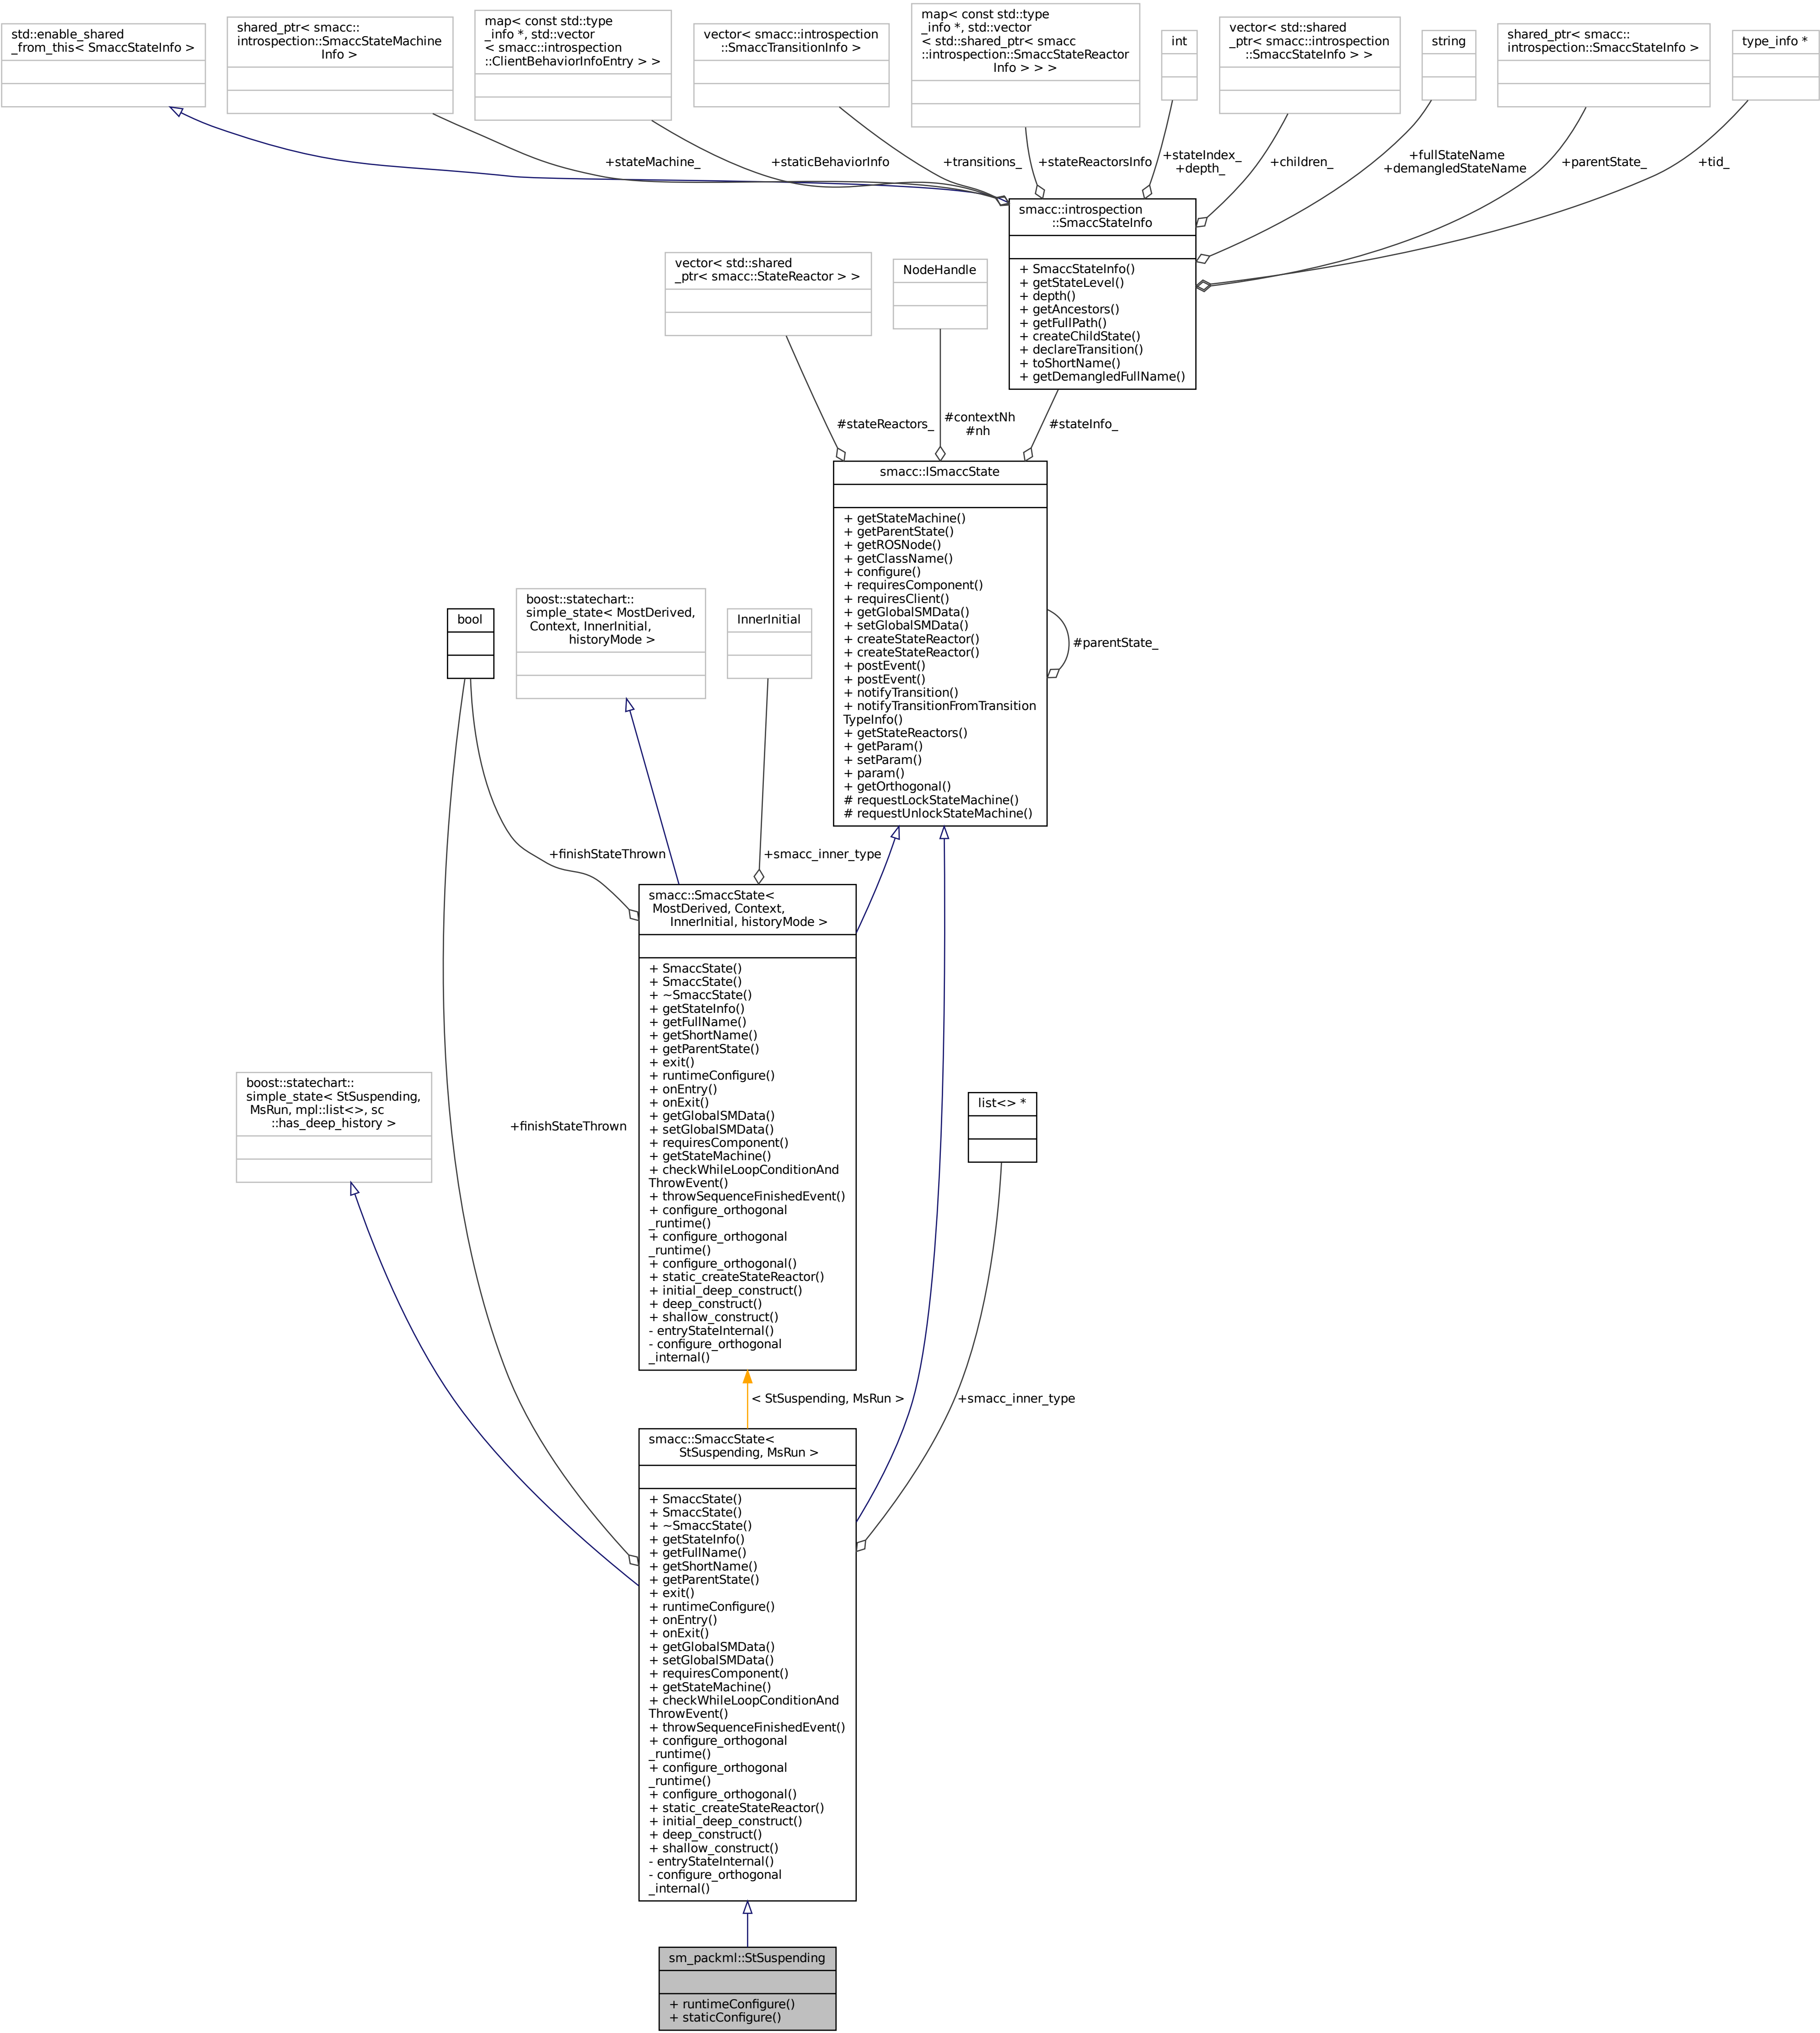 std::enable_shared
_from_this< SmaccStateInfo >
shared_ptr< smacc::
introspection::SmaccStateMachine
Info >
map< const std::type
_info *, std::vector
< smacc::introspection
::ClientBehaviorInfoEntry > >
vector< smacc::introspection
::SmaccTransitionInfo >
map< const std::type
_info *, std::vector
< std::shared_ptr< smacc
::introspection::SmaccStateReactor
Info > > >
int
vector< std::shared
_ptr< smacc::introspection
::SmaccStateInfo > >
string
shared_ptr< smacc::
introspection::SmaccStateInfo >
type_info *
+stateMachine_
+staticBehaviorInfo
+transitions_
+stateReactorsInfo
+stateIndex_
+depth_
+children_
+fullStateName
+demangledStateName
+parentState_
+tid_
smacc::introspection
::SmaccStateInfo
+ SmaccStateInfo()
+ getStateLevel()
+ depth()
+ getAncestors()
+ getFullPath()
+ createChildState()
+ declareTransition()
+ toShortName()
+ getDemangledFullName()
vector< std::shared
_ptr< smacc::StateReactor > >
NodeHandle
#stateReactors_
#contextNh
#nh
#stateInfo_
smacc::ISmaccState
+ getStateMachine()
+ getParentState()
+ getROSNode()
+ getClassName()
+ configure()
+ requiresComponent()
+ requiresClient()
+ getGlobalSMData()
+ setGlobalSMData()
+ createStateReactor()
+ createStateReactor()
+ postEvent()
+ postEvent()
+ notifyTransition()
+ notifyTransitionFromTransition
TypeInfo()
+ getStateReactors()
+ getParam()
+ setParam()
+ param()
+ getOrthogonal()
# requestLockStateMachine()
# requestUnlockStateMachine()
#parentState_
bool
boost::statechart::
simple_state< MostDerived,
Context, InnerInitial,
historyMode >
InnerInitial
+finishStateThrown
+smacc_inner_type
smacc::SmaccState<
MostDerived, Context,
InnerInitial, historyMode >
+ SmaccState()
+ SmaccState()
+ ~SmaccState()
+ getStateInfo()
+ getFullName()
+ getShortName()
+ getParentState()
+ exit()
+ runtimeConfigure()
+ onEntry()
+ onExit()
+ getGlobalSMData()
+ setGlobalSMData()
+ requiresComponent()
+ getStateMachine()
+ checkWhileLoopConditionAnd
ThrowEvent()
+ throwSequenceFinishedEvent()
+ configure_orthogonal
_runtime()
+ configure_orthogonal
_runtime()
+ configure_orthogonal()
+ static_createStateReactor()
+ initial_deep_construct()
+ deep_construct()
+ shallow_construct()
- entryStateInternal()
- configure_orthogonal
_internal()
boost::statechart::
simple_state< StSuspending,
MsRun, mpl::list<>, sc
::has_deep_history >
+finishStateThrown
list<> *
< StSuspending, MsRun >
+smacc_inner_type
smacc::SmaccState<
StSuspending, MsRun >
+ SmaccState()
+ SmaccState()
+ ~SmaccState()
+ getStateInfo()
+ getFullName()
+ getShortName()
+ getParentState()
+ exit()
+ runtimeConfigure()
+ onEntry()
+ onExit()
+ getGlobalSMData()
+ setGlobalSMData()
+ requiresComponent()
+ getStateMachine()
+ checkWhileLoopConditionAnd
ThrowEvent()
+ throwSequenceFinishedEvent()
+ configure_orthogonal
_runtime()
+ configure_orthogonal
_runtime()
+ configure_orthogonal()
+ static_createStateReactor()
+ initial_deep_construct()
+ deep_construct()
+ shallow_construct()
- entryStateInternal()
- configure_orthogonal
_internal()
sm_packml::StSuspending
+ runtimeConfigure()
+ staticConfigure()